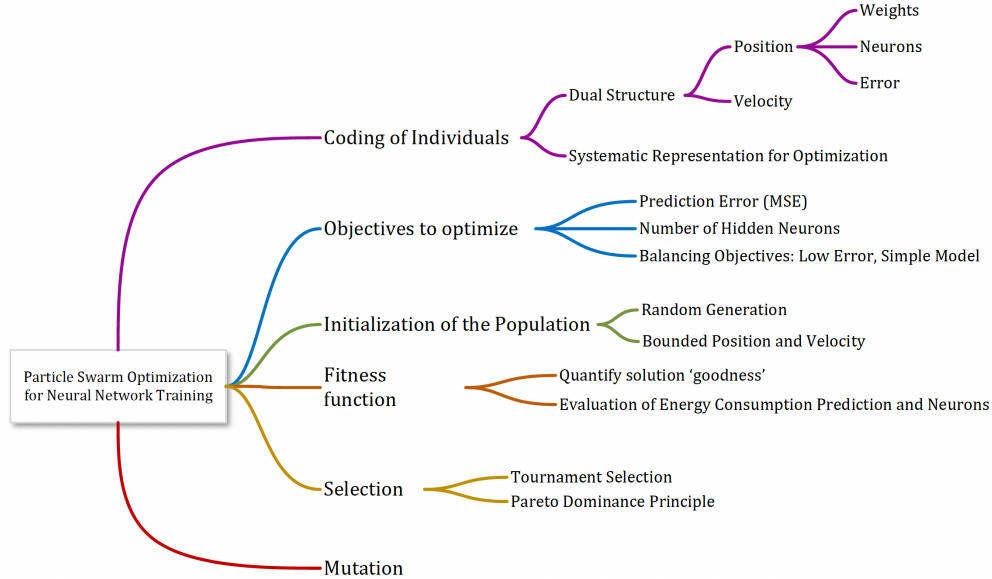 Particle Swarm Optimization
for Neural Network Training
Coding of Individuals
Dual Structure
Position
Weights
Neurons
Error
Velocity
Systematic Representation for Optimization
Objectives to optimize
Prediction Error (MSE)
Number of Hidden Neurons
Balancing Objectives: Low Error, Simple Model
Initialization of the Population
Random Generation
Bounded Position and Velocity
Fitness
function
Quantify solution ‘goodness’
Evaluation of Energy Consumption Prediction and Neurons
Selection
Tournament Selection
Pareto Dominance Principle
Mutation